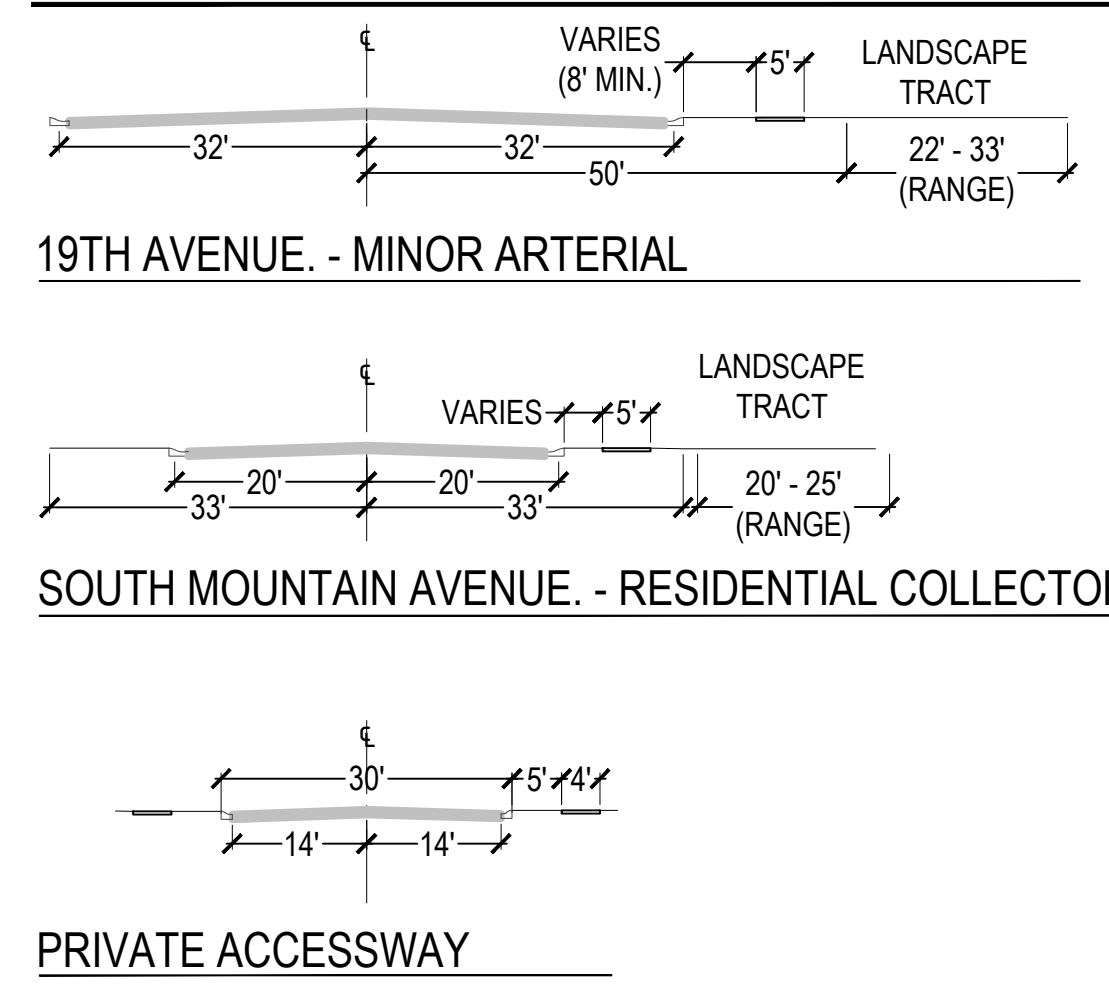 ℄
VARIES
(8' MIN.)
5'
LANDSCAPE
TRACT
32'
32'
50'
22' - 33'
(RANGE)
19TH AVENUE. - MINOR ARTERIAL
℄
VARIES
5'
LANDSCAPE
TRACT
20'
20'
33'
33'
20' - 25'
(RANGE)
SOUTH MOUNTAIN AVENUE. - RESIDENTIAL COLLECTO
℄
30'
5'
4'
14'
14'
PRIVATE ACCESSWAY